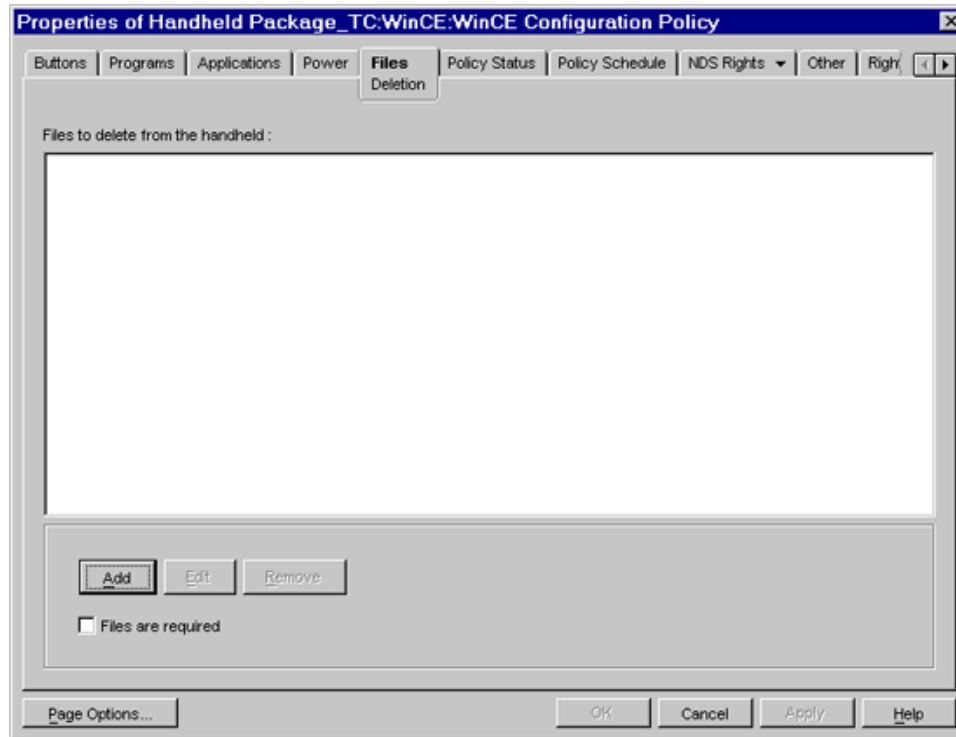 Properties of Handheld Package_TC:WinCE:WinCE Configuration Policy
Buttons Programs Applications Power Files Policy Status Policy Schedule NDS Rights Other
Deletion
Files to delete from the handheld :
Add Edit Remove
Files are required
Page Options... OK Cancel Apply Help